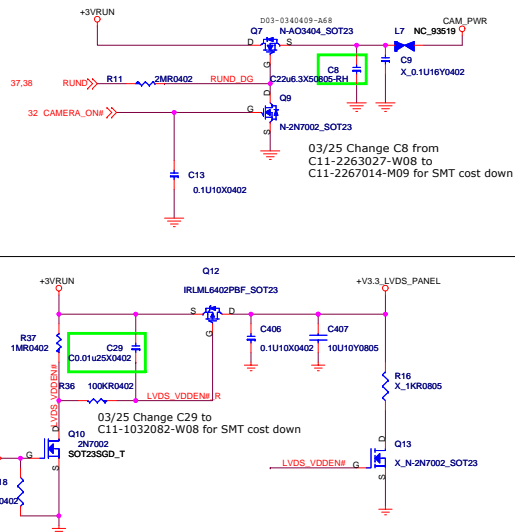 +3VRUN
D03-0340409-A68
Q7
N-AO3404_SOT23
L7
NC_93519
CAM_PWR
D
S
G
C8
C22u6.3X50805-RH
C9
X_0.1U16Y0402
37,38
RUND
R11
2MR0402
RUND_DG
D
Q9
32 CAMERA_ON#
G
N-2N7002_SOT23
S
03/25 Change C8 from
C11-2263027-W08 to
C11-2267014-M09 for SMT cost down
C13
0.1U10X0402
Q12
+3VRUN
IRLML6402PBF_SOT23
+V3.3_LVDS_PANEL
S
D
G
R37
1MR0402
C29
C0.01u25X0402
C406
0.1U10X0402
C407
10U10Y0805
LVDS_VDDEN#
R36
100KR0402
LVDS_VDDEN#_R
R16
X_1KR0805
03/25 Change C29 to
C11-1032082-W08 for SMT cost down
D
Q10
2N7002
SOT23SGD_T
G
S
D
Q13
LVDS_VDDEN#
G
X_N-2N7002_SOT23
S
18
0402